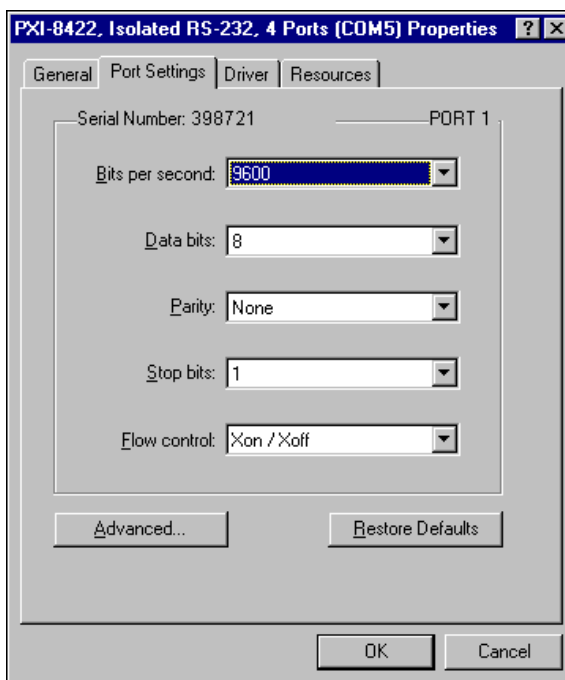 PXI-8422, Isolated RS-232, 4 Ports (COM5) Properties
General Port Settings Driver Resources
Serial Number: 398721 PORT 1
Bits per second: 9600
Data bits: 8
Parity: None
Stop bits: 1
Flow control: Xon / Xoff
Advanced... Restore Defaults
OK Cancel